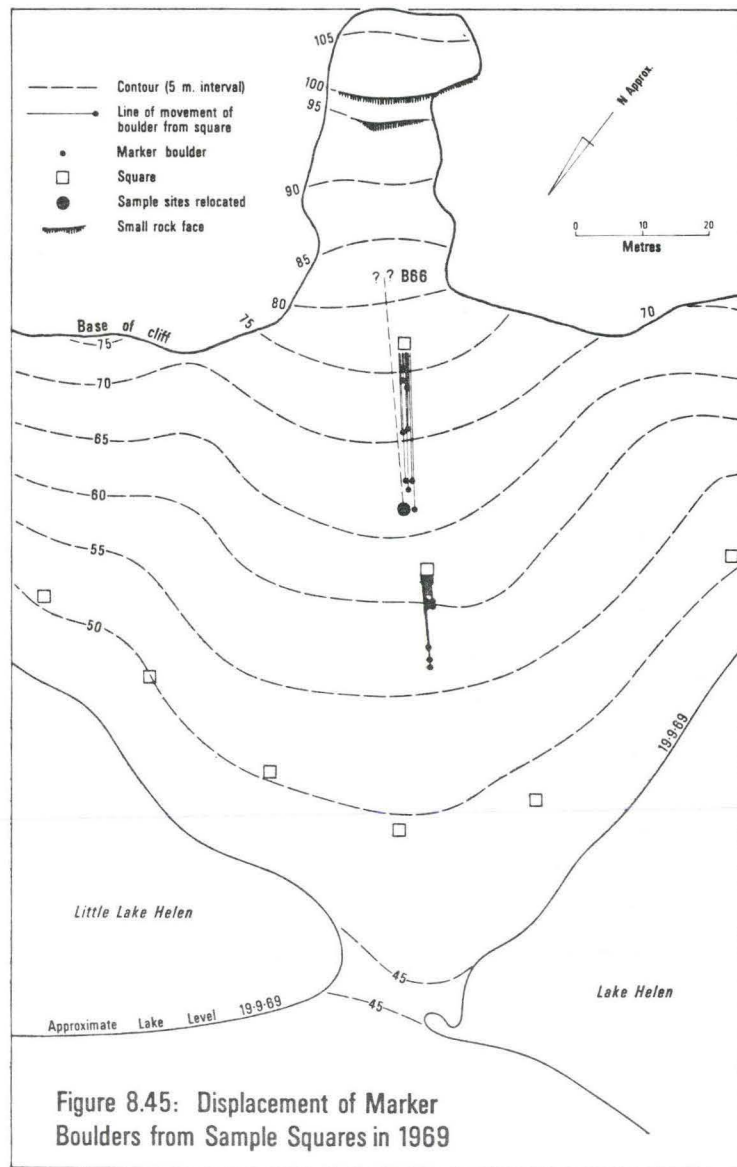 105
100
95
90
85
80
75
Contour (5 m. interval)
Line of movement of
boulder from square
Marker boulder
Square
Sample sites relocated
Small rock face
N Approx.
0 10 20
Metres
? ? B66
70
Base of cliff
75
70
65
60
55
50
19·9·69
Little Lake Helen
45
Lake Helen
Approximate Lake Level 19·9·69
45
Figure 8.45: Displacement of Marker
Boulders from Sample Squares in 1969